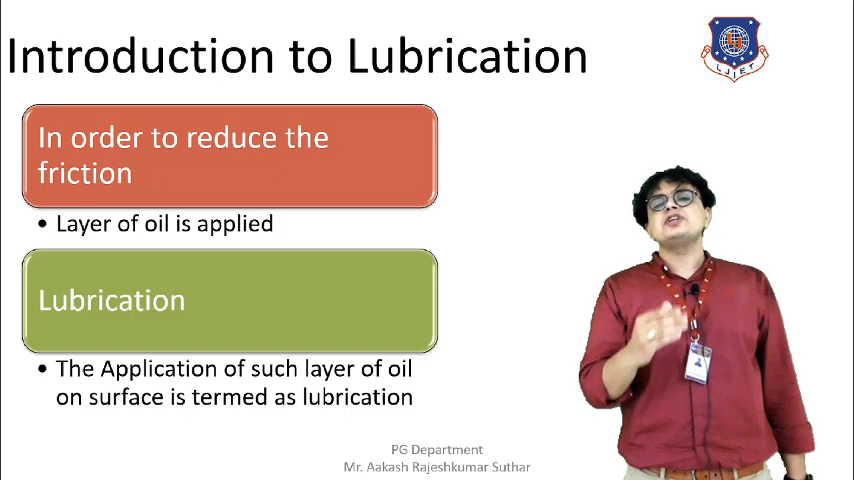 Introduction to Lubrication
LJIET
In order to reduce the
friction
• Layer of oil is applied
Lubrication
• The Application of such layer of oil
on surface is termed as lubrication
PG Department
Mr. Aakash Rajeshkumar Suthar